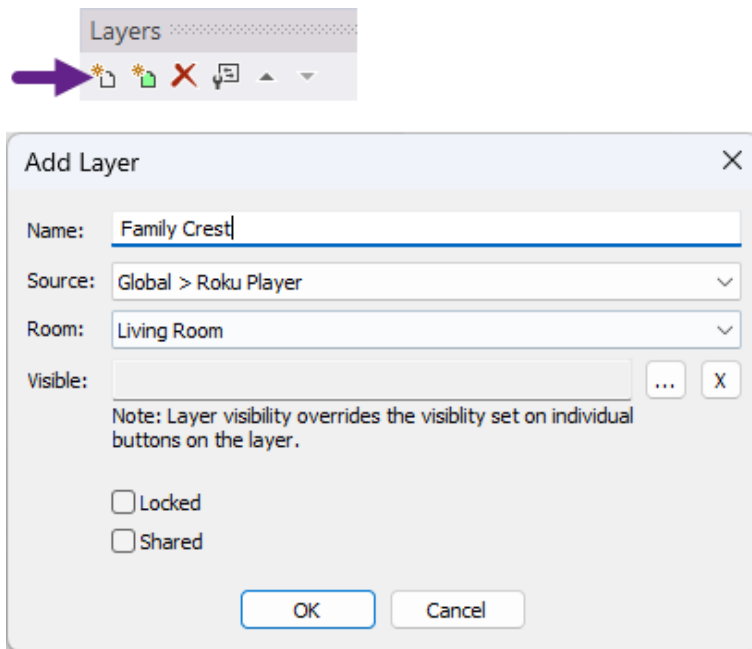 Layers
Add Layer
Name: Family Crest
Source: Global > Roku Player
Room: Living Room
Visible: ... X
Note: Layer visibility overrides the visiblity set on individual
buttons on the layer.
Locked
Shared
OK Cancel